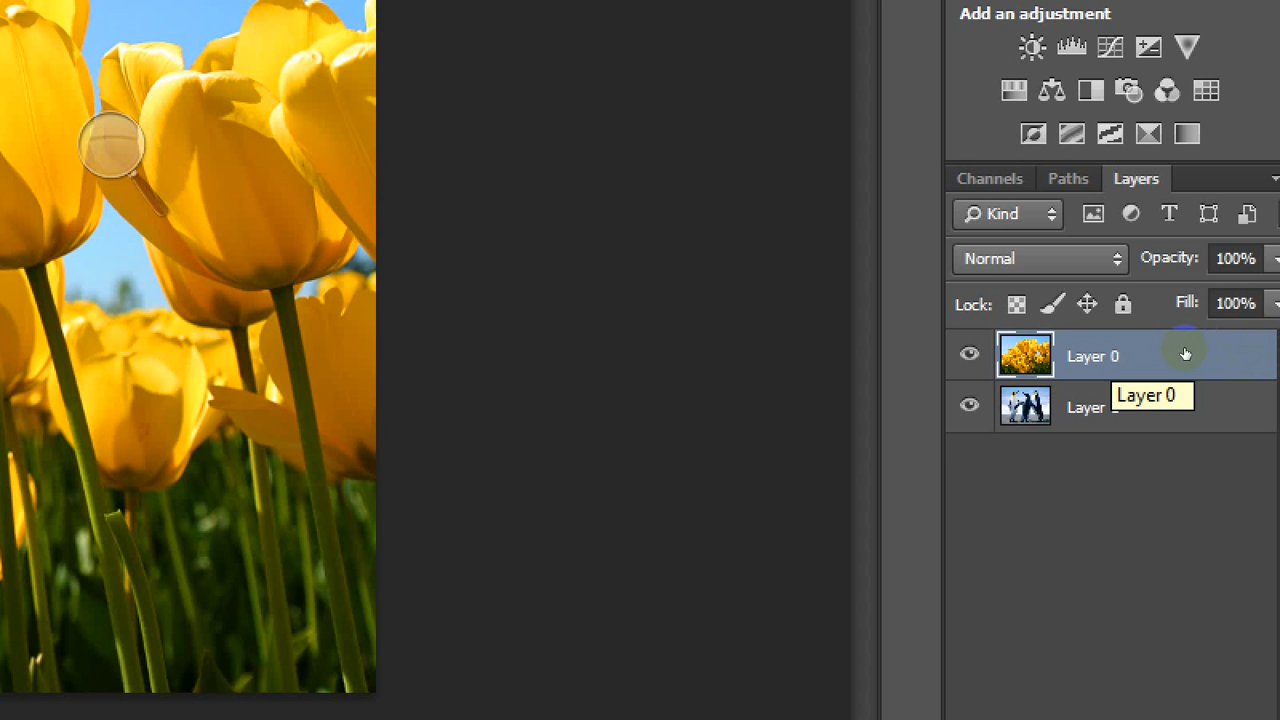 Add an adjustment
Channels Paths Layers
Kind
Normal Opacity: 100%
Lock: Fill: 100%
Layer 0
Layer 0
Layer